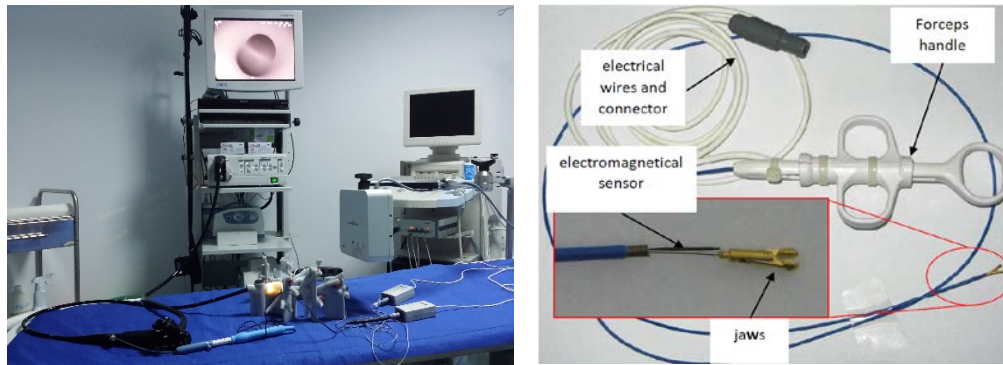 Forceps
handle
electrical
wires and
connector
electromagnetical
sensor
jaws